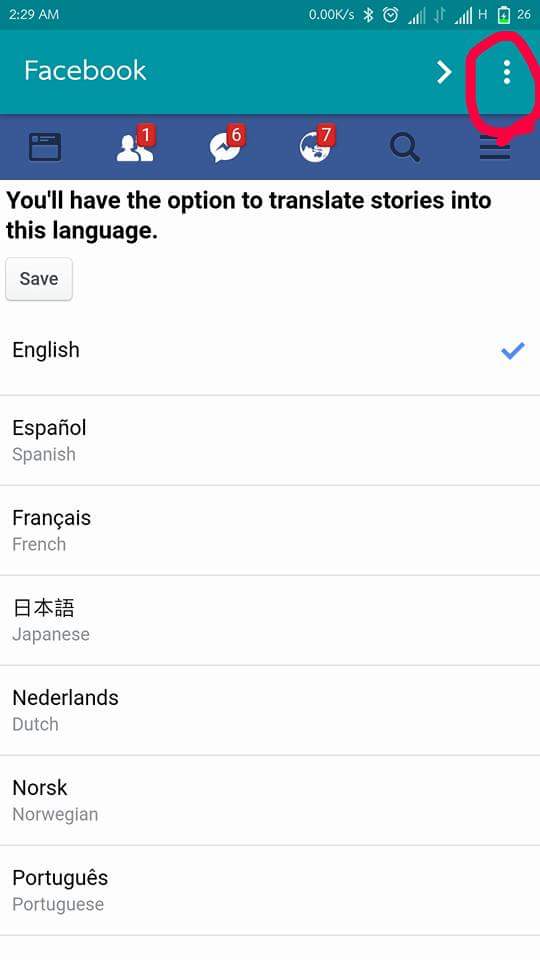 2:29 AM 0.00K/s H 26
Facebook
1 6 7
You'll have the option to translate stories into
this language.
Save
English
Español
Spanish
Français
French
日本語
Japanese
Nederlands
Dutch
Norsk
Norwegian
Português
Portuguese